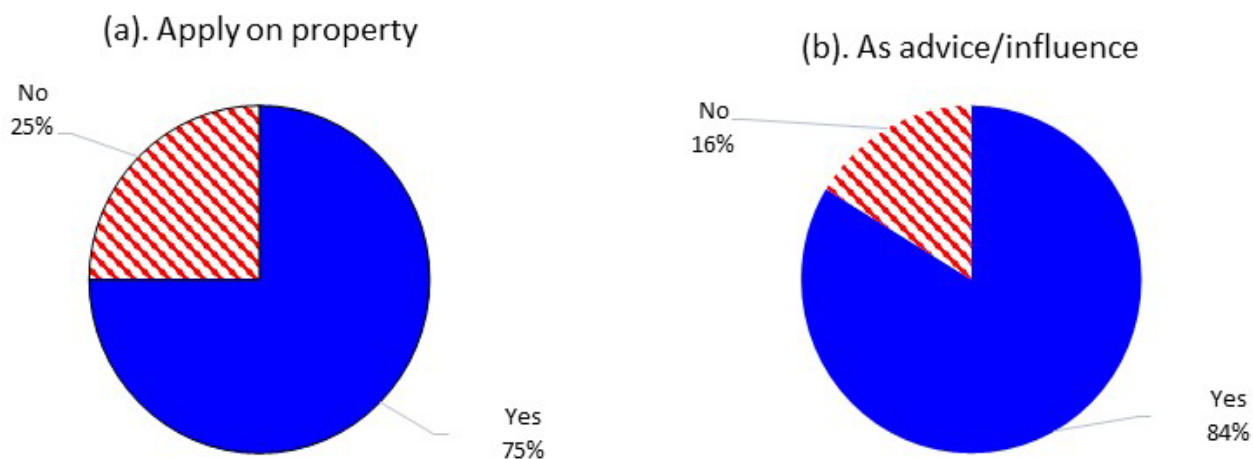 (a). Apply on property
No
25%
Yes
75%
(b). As advice/influence
No
16%
Yes
84%